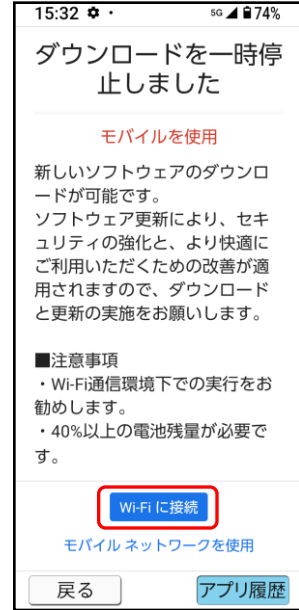 15:32
5G 74%
ダウンロードを一時停
止しました
モバイルを使用
新しいソフトウェアのダウンロ
ードが可能です。
ソフトウェア更新により、セキ
ュリティの強化と、より快適に
ご利用いただくための改善が適
用されますので、ダウンロード
と更新の実施をお願いします。
■注意事項
・Wi-Fi通信環境下での実行をお
勧めします。
・40%以上の電池残量が必要で
す。
Wi-Fi に接続
モバイル ネットワークを使用
戻る
アプリ履歴